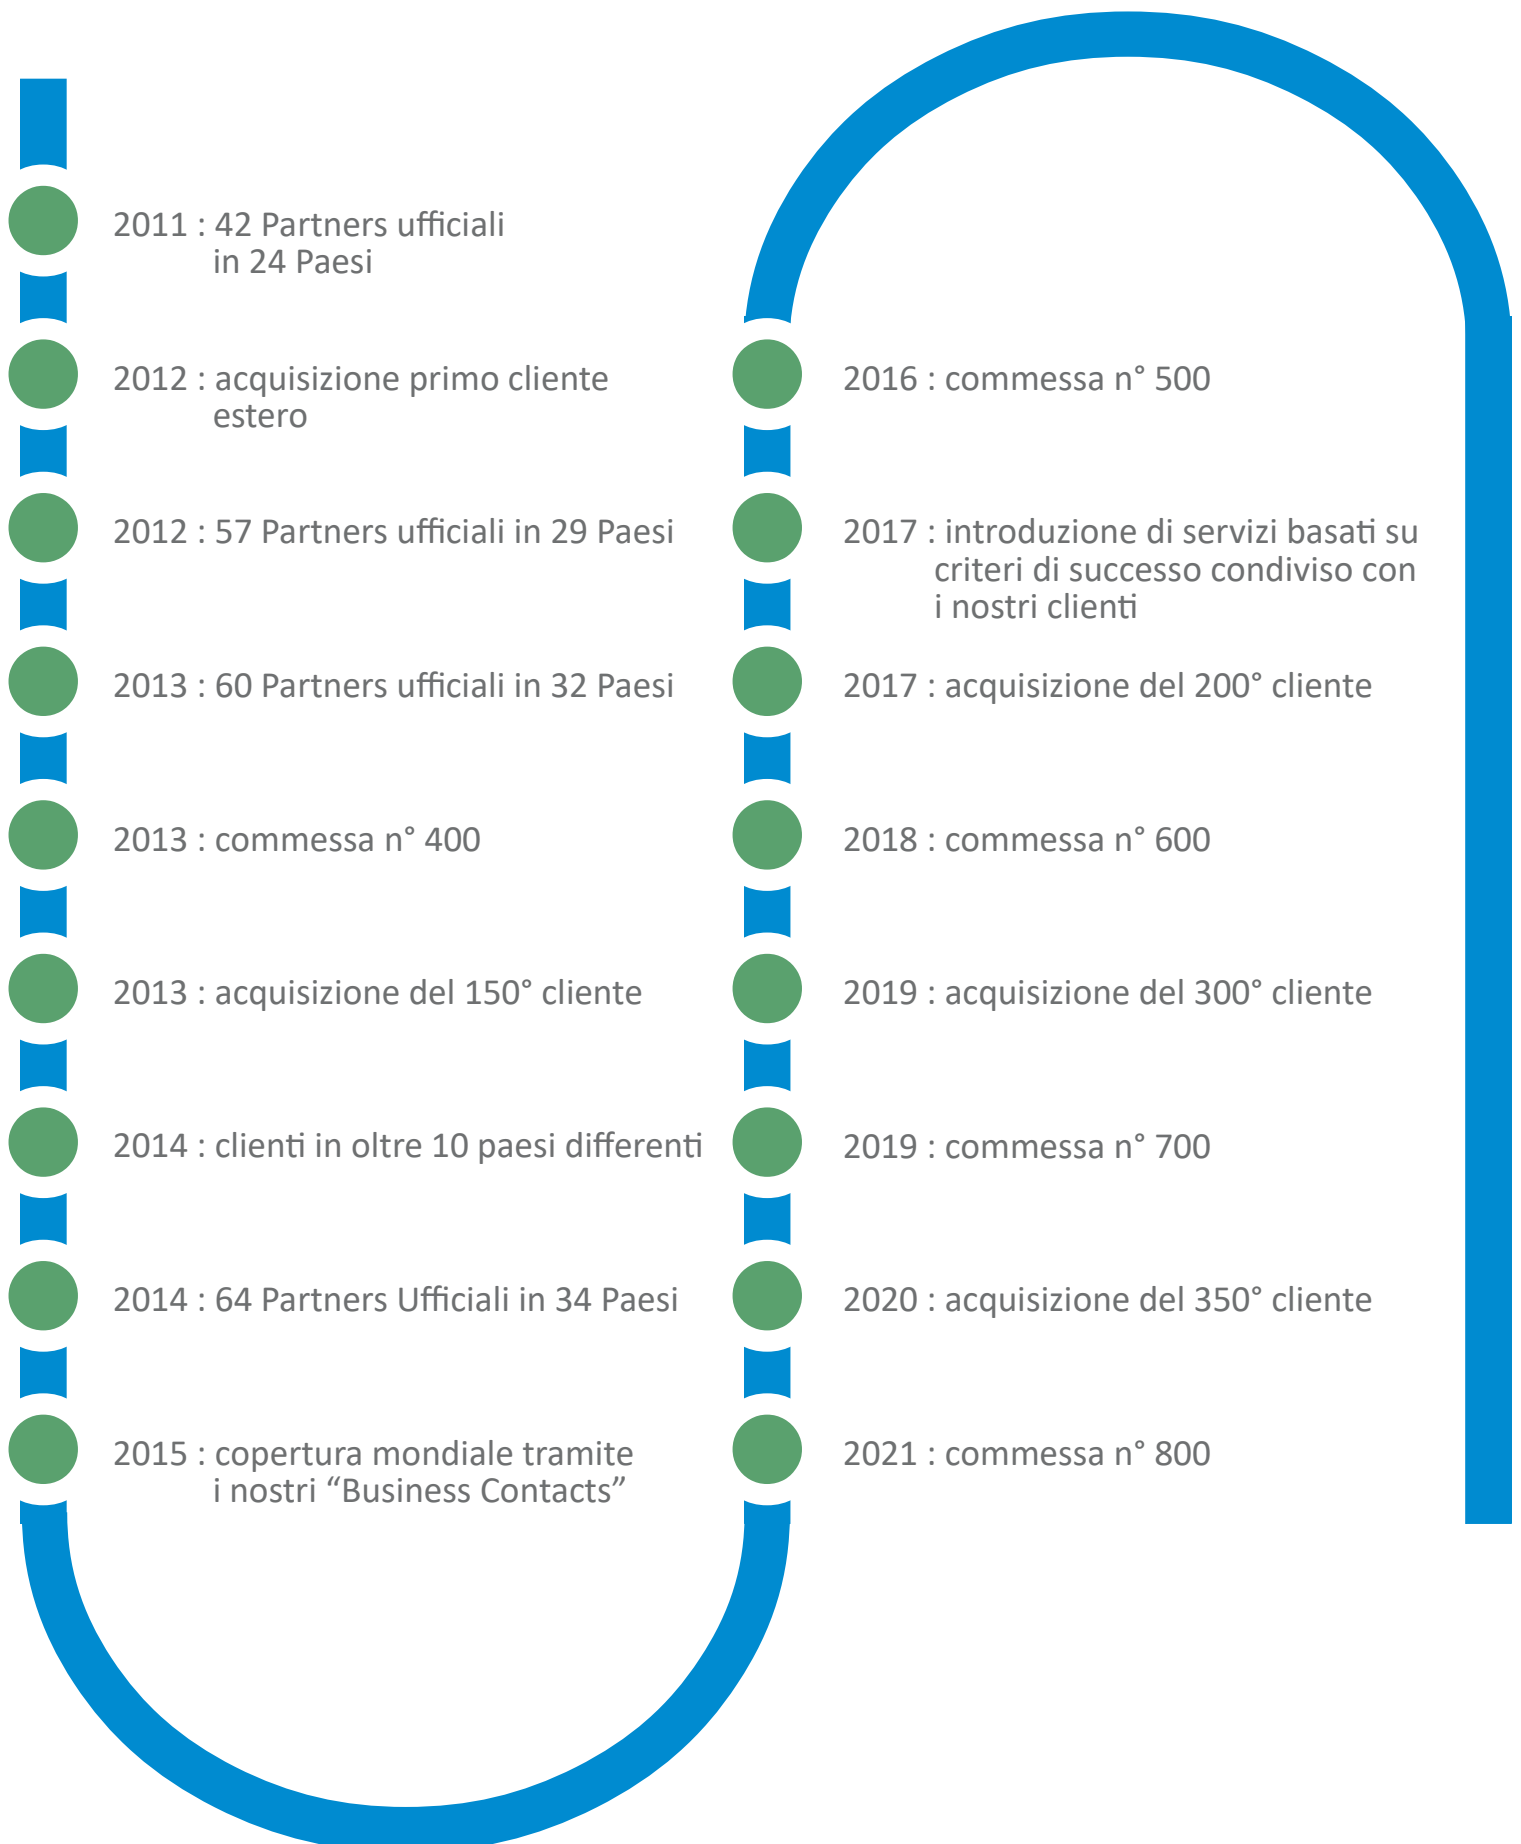 2011 : 42 Partners ufficiali
in 24 Paesi
2012 : acquisizione primo cliente
estero
2012 : 57 Partners ufficiali in 29 Paesi
2013 : 60 Partners ufficiali in 32 Paesi
2013 : commessa n° 400
2013 : acquisizione del 150° cliente
2014 : clienti in oltre 10 paesi differenti
2014 : 64 Partners Ufficiali in 34 Paesi
2015 : copertura mondiale tramite
i nostri “Business Contacts”
2016 : commessa n° 500
2017 : introduzione di servizi basati su
criteri di successo condiviso con
i nostri clienti
2017 : acquisizione del 200° cliente
2018 : commessa n° 600
2019 : acquisizione del 300° cliente
2019 : commessa n° 700
2020 : acquisizione del 350° cliente
2021 : commessa n° 800